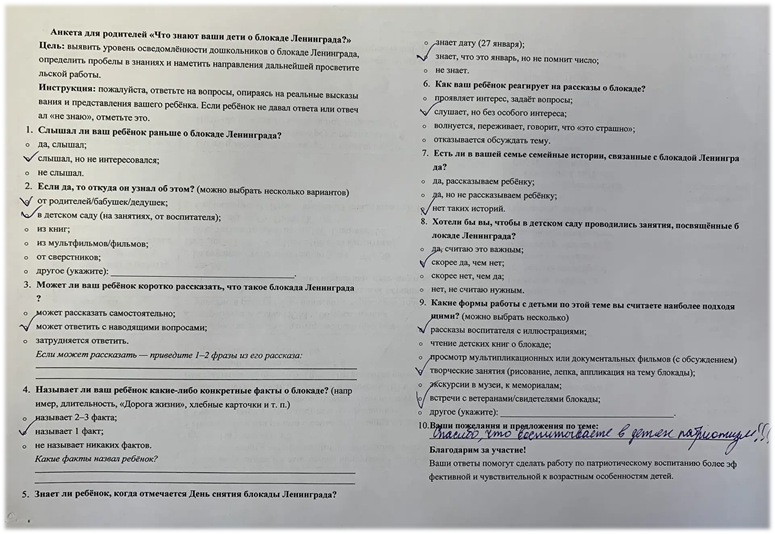 Анкета для родителей «Что знают ваши дети о блокаде Ленинграда?»
Цель: выявить уровень осведомлённости дошкольников о блокаде Ленинграда,
определить пробелы в знаниях и наметить направления дальнейшей просветите
льской работы.
Инструкция: пожалуйста, ответьте на вопросы, опираясь на реальные высказы
вания и представления вашего ребёнка. Если ребёнок не давал ответа или отвеч
ал «не знаю», отметьте это.
1. Слышал ли ваш ребёнок раньше о блокаде Ленинграда?
да, слышал;
слышал, но не интересовался;
не слышал.
2. Если да, то откуда он узнал об этом? (можно выбрать несколько вариантов)
от родителей/бабушек/дедушек;
в детском саду (на занятиях, от воспитателя);
из книг;
из мультфильмов/фильмов;
от сверстников;
другое (укажите):
3. Может ли ваш ребёнок коротко рассказать, что такое блокада Ленинграда
?
может рассказать самостоятельно;
может ответить с наводящими вопросами;
затрудняется ответить.
Если может рассказать — приведите 1–2 фразы из его рассказа:
4. Называет ли ваш ребёнок какие-либо конкретные факты о блокаде? (напр
имер, длительность, «Дорога жизни», хлебные карточки и т. п.)
называет 2–3 факта;
называет 1 факт;
не называет никаких фактов.
Какие факты назвал ребёнок?
5. Знает ли ребёнок, когда отмечается День снятия блокады Ленинграда?
знает дату (27 января);
знает, что это январь, но не помнит число;
не знает.
6. Как ваш ребёнок реагирует на рассказы о блокаде?
проявляет интерес, задаёт вопросы;
слушает, но без особого интереса;
волнуется, переживает, говорит, что «это страшно»;
отказывается обсуждать тему.
7. Есть ли в вашей семье семейные истории, связанные с блокадой Ленингра
да?
да, рассказываем ребёнку;
да, но не рассказываем ребёнку;
нет таких историй.
8. Хотели бы вы, чтобы в детском саду проводились занятия, посвящённые б
локаде Ленинграда?
да, считаю это важным;
скорее да, чем нет;
скорее нет, чем да;
нет, не считаю нужным.
9. Какие формы работы с детьми по этой теме вы считаете наиболее подходя
щими? (можно выбрать несколько)
рассказы воспитателя с иллюстрациями;
чтение детских книг о блокаде;
просмотр мультипликационных или документальных фильмов (с обсуждением)
творческие занятия (рисование, лепка, аппликация на тему блокады);
экскурсии в музеи, к мемориалам;
встречи с ветеранами/свидетелями блокады;
другое (укажите):
10.Ваши пожелания и предложения по теме:
Спасибо, что воспитываете в детях патриотизм!!!
Благодарим за участие!
Ваши ответы помогут сделать работу по патриотическому воспитанию более эф
фективной и чувствительной к возрастным особенностям детей.